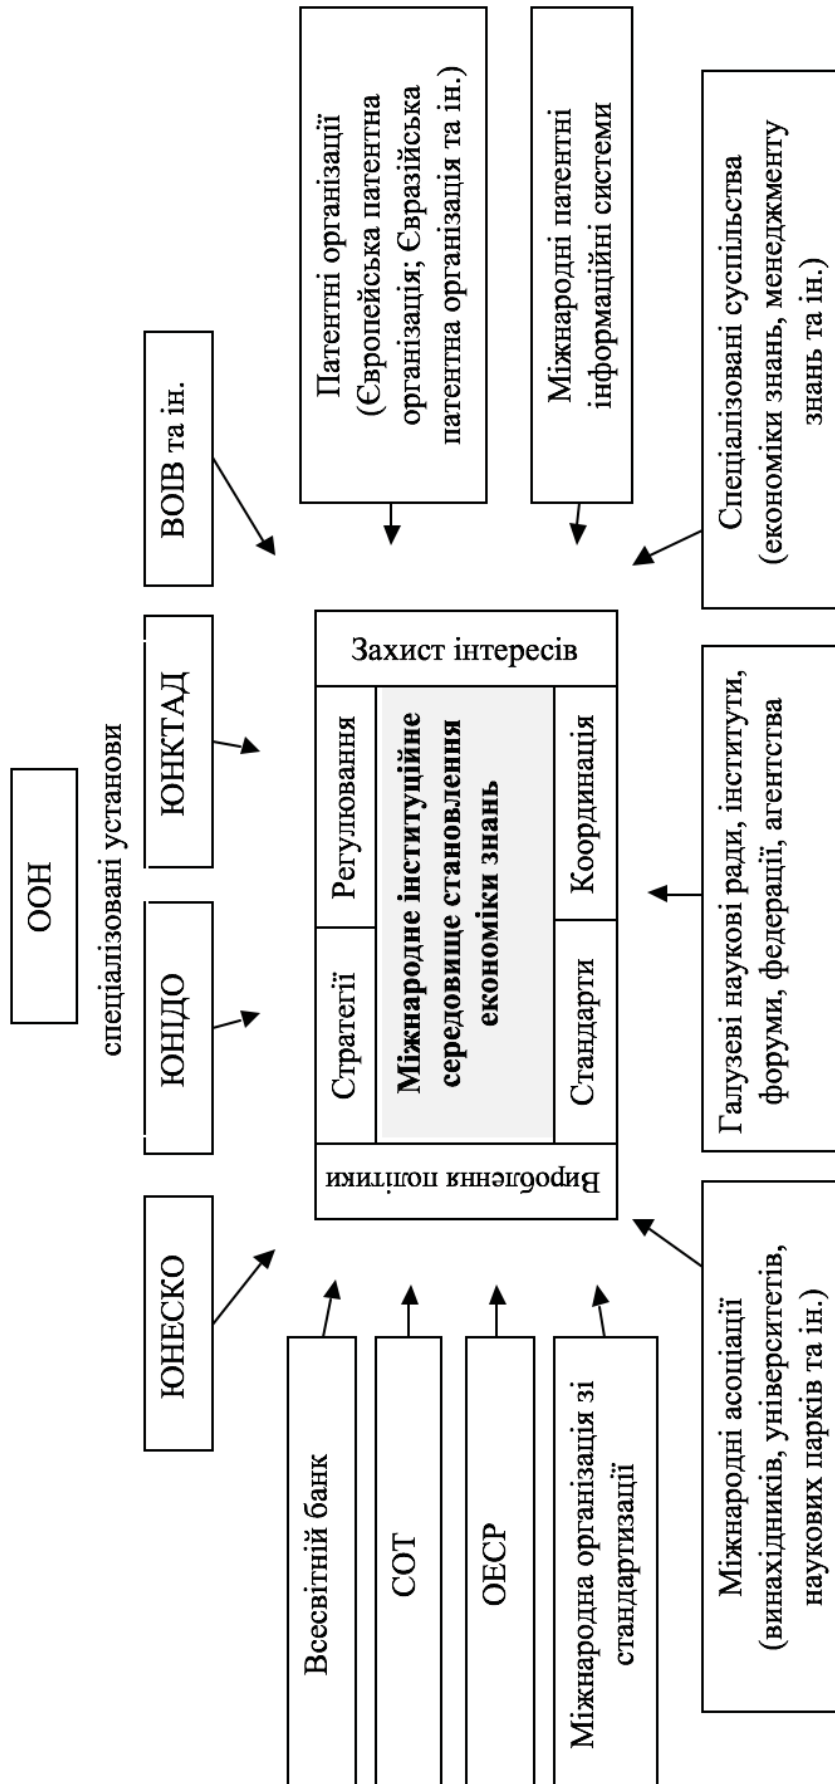 ООН
спеціалізовані установи
ЮНЕСКО
ЮНІДО
ЮНКТАД
ВОІВ та ін.
Всесвітній банк
СОТ
ОЕСР
Міжнародна організація зі
стандартизації
Вироблення політики
Стратегії
Регулювання
Міжнародне інституційне
середовище становлення
економіки знань
Стандарти
Координація
Захист інтересів
Патентні організації
(Європейська патентна
організація; Євразійська
патентна організація та ін.)
Міжнародні патентні
інформаційні системи
Міжнародні асоціації
(винахідників, університетів,
наукових парків та ін.)
Галузеві наукові ради, інститути,
форуми, федерації, агентства
Спеціалізовані суспільства
(економіки знань, менеджменту
знань та ін.)